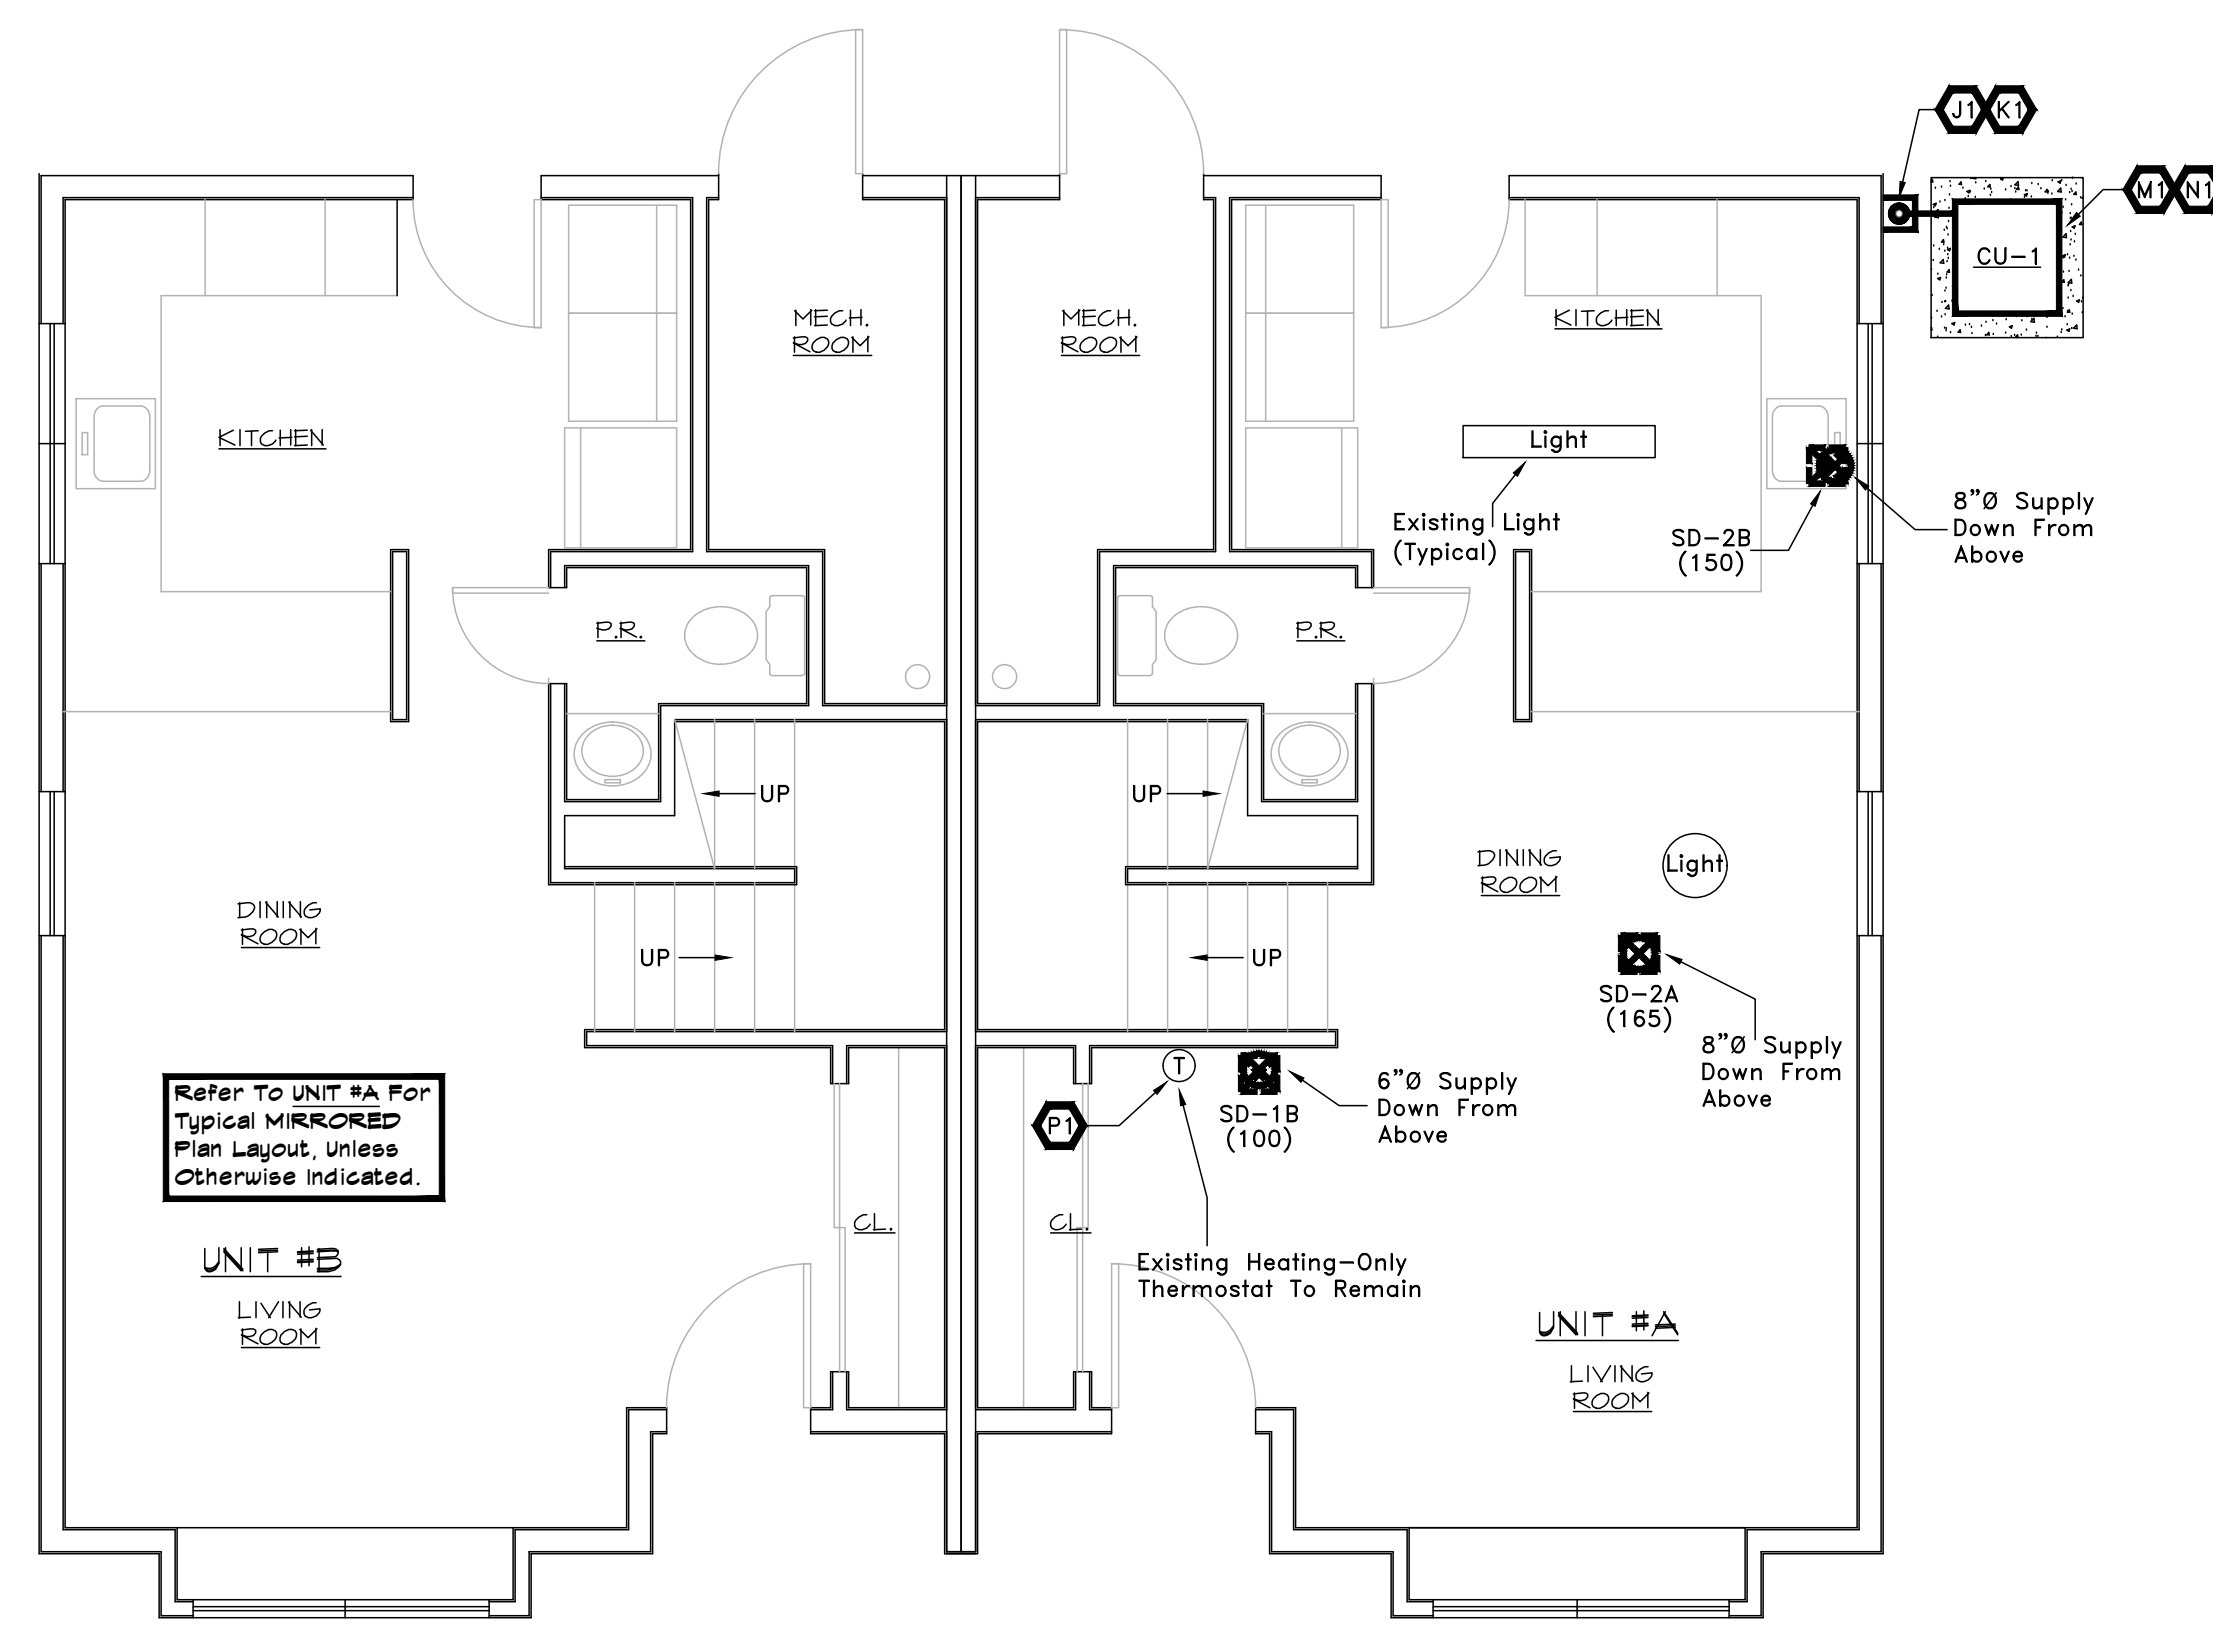 J1 K1
M1 N1
CU-1
MECH.
ROOM
MECH.
ROOM
KITCHEN
KITCHEN
Light
Existing Light
(Typical)
SD-2B
(150)
8"Ø Supply
Down From
Above
P.R.
P.R.
UP
UP
DINING
ROOM
DINING
ROOM
Light
UP
UP
SD-2A
(165)
8"Ø Supply
Down From
Above
T
P1
SD-1B
(100)
6"Ø Supply
Down From
Above
Refer To UNIT #A For
Typical MIRRORED
Plan Layout, Unless
Otherwise Indicated.
CL.
CL.
Existing Heating-Only
Thermostat To Remain
UNIT #B
LIVING
ROOM
UNIT #A
LIVING
ROOM